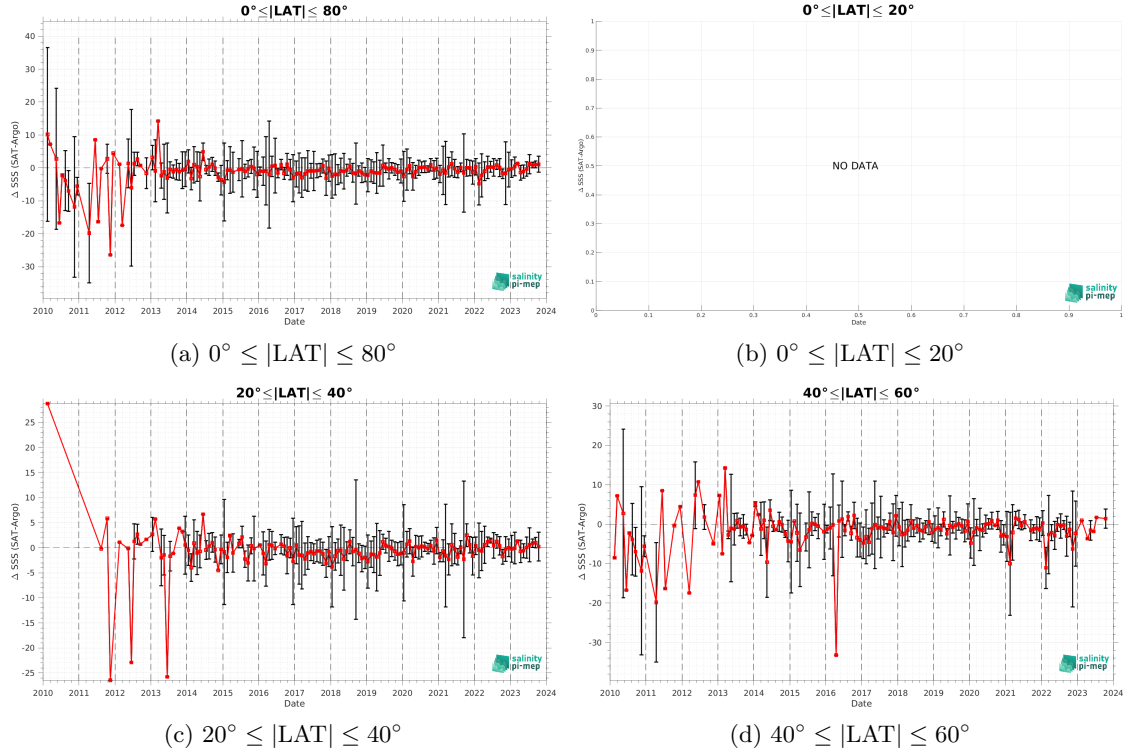 0°≤|LAT|≤ 80°
40
30
20
10
0
-10
-20
-30
Δ SSS (SAT-Argo)
2010 2011 2012 2013 2014 2015 2016 2017 2018 2019 2020 2021 2022 2023 2024
Date
salinity
pi-mep
(a) 0° ≤ |LAT| ≤ 80°
0°≤|LAT|≤ 20°
1
0.9
0.8
0.7
0.6
0.5
0.4
0.3
0.2
0.1
0
Δ SSS (SAT-Argo)
NO DATA
0 0.1 0.2 0.3 0.4 0.5 0.6 0.7 0.8 0.9 1
Date
salinity
pi-mep
(b) 0° ≤ |LAT| ≤ 20°
20°≤|LAT|≤ 40°
25
20
15
10
5
0
-5
-10
-15
-20
-25
Δ SSS (SAT-Argo)
2010 2011 2012 2013 2014 2015 2016 2017 2018 2019 2020 2021 2022 2023 2024
Date
salinity
pi-mep
(c) 20° ≤ |LAT| ≤ 40°
40°≤|LAT|≤ 60°
30
20
10
0
-10
-20
-30
Δ SSS (SAT-Argo)
2010 2011 2012 2013 2014 2015 2016 2017 2018 2019 2020 2021 2022 2023 2024
Date
salinity
pi-mep
(d) 40° ≤ |LAT| ≤ 60°